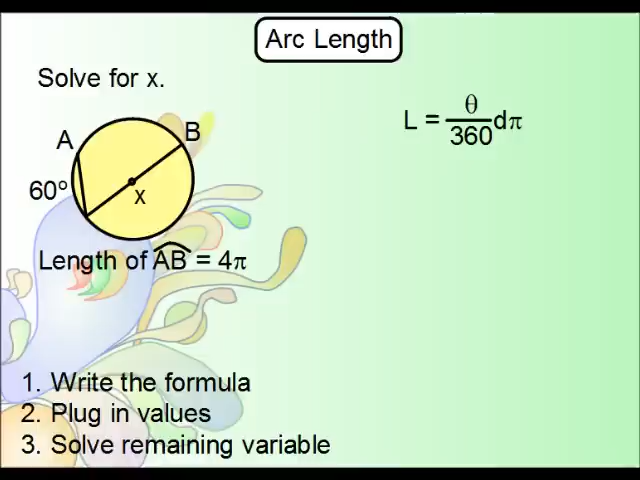 Arc Length
Solve for x.
L = θ/360 dπ
A
B
60°
x
Length of AB = 4π
1. Write the formula
2. Plug in values
3. Solve remaining variable